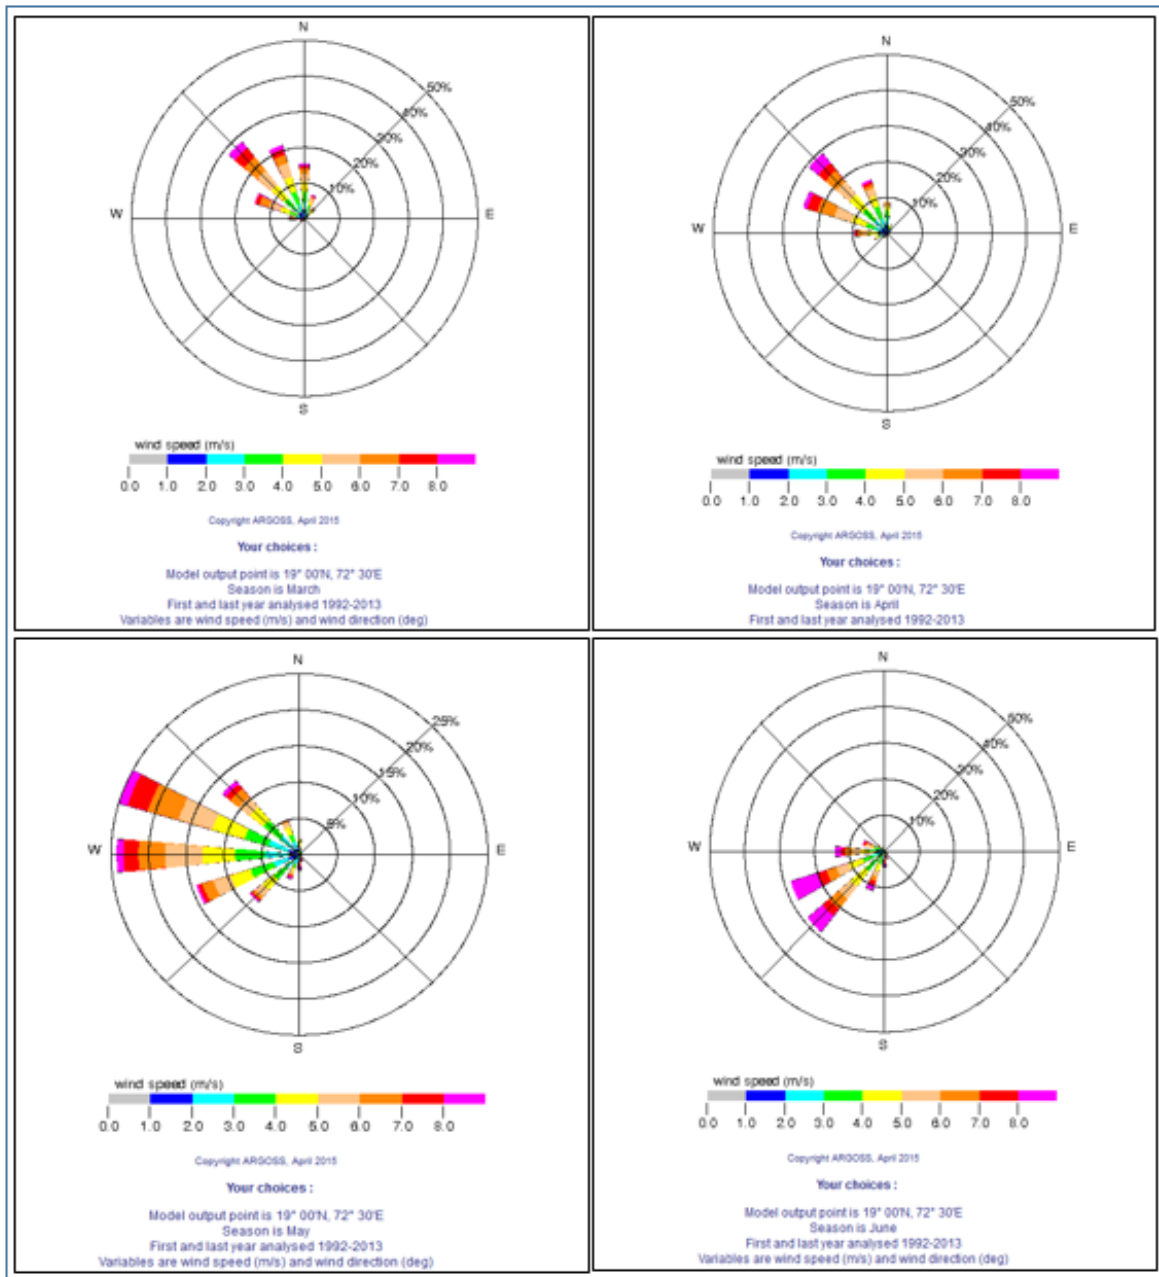 N
50%
40%
30%
20%
10%
W
E
S
wind speed (m/s)
0.0 1.0 2.0 3.0 4.0 5.0 6.0 7.0 8.0
Copyright ARGOSS, April 2015
Your choices :
Model output point is 19° 00'N, 72° 30'E
Season is March
First and last year analysed 1992-2013
Variables are wind speed (m/s) and wind direction (deg)
N
50%
40%
30%
20%
10%
W
E
S
wind speed (m/s)
0.0 1.0 2.0 3.0 4.0 5.0 6.0 7.0 8.0
Copyright ARGOSS, April 2015
Your choices :
Model output point is 19° 00'N, 72° 30'E
Season is April
First and last year analysed 1992-2013
N
25%
20%
15%
10%
5%
W
E
S
wind speed (m/s)
0.0 1.0 2.0 3.0 4.0 5.0 6.0 7.0 8.0
Copyright ARGOSS, April 2015
Your choices :
Model output point is 19° 00'N, 72° 30'E
Season is May
First and last year analysed 1992-2013
Variables are wind speed (m/s) and wind direction (deg)
N
50%
40%
30%
20%
10%
W
E
S
wind speed (m/s)
0.0 1.0 2.0 3.0 4.0 5.0 6.0 7.0 8.0
Copyright ARGOSS, April 2015
Your choices :
Model output point is 19° 00'N, 72° 30'E
Season is June
First and last year analysed 1992-2013
Variables are wind speed (m/s) and wind direction (deg)